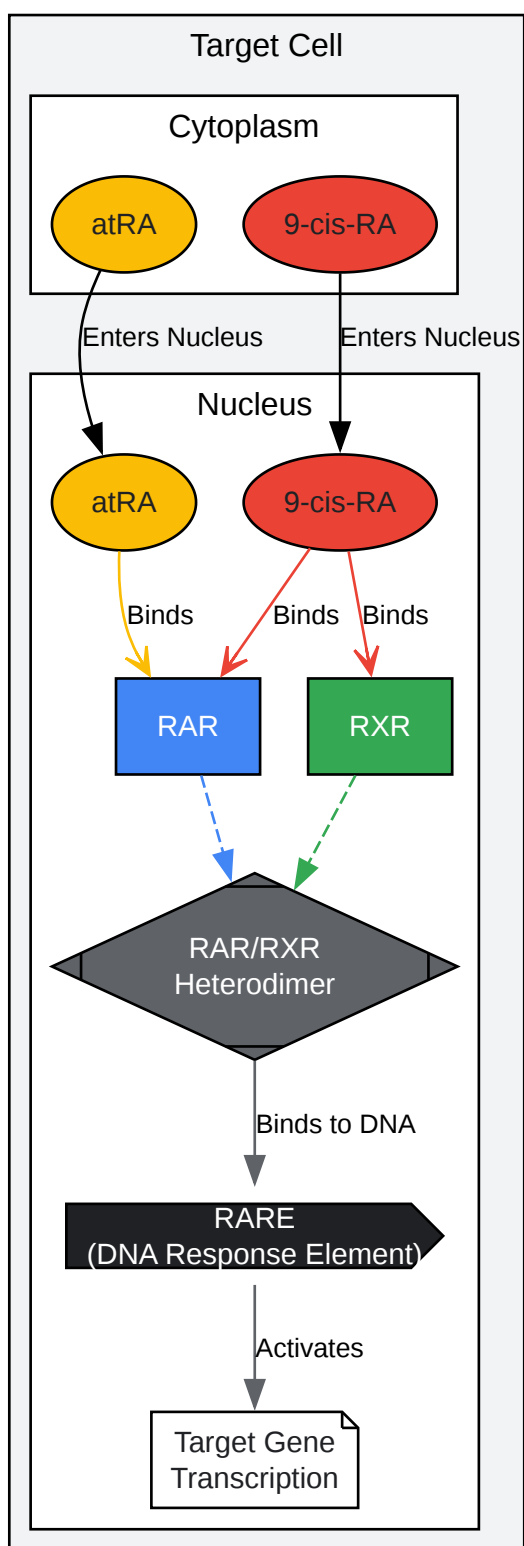 Target Cell
Cytoplasm
atRA
9-cis-RA
Enters Nucleus
Enters Nucleus
Nucleus
atRA
9-cis-RA
Binds
Binds
Binds
RAR
RXR
RAR/RXR
Heterodimer
Binds to DNA
RARE
(DNA Response Element)
Activates
Target Gene
Transcription